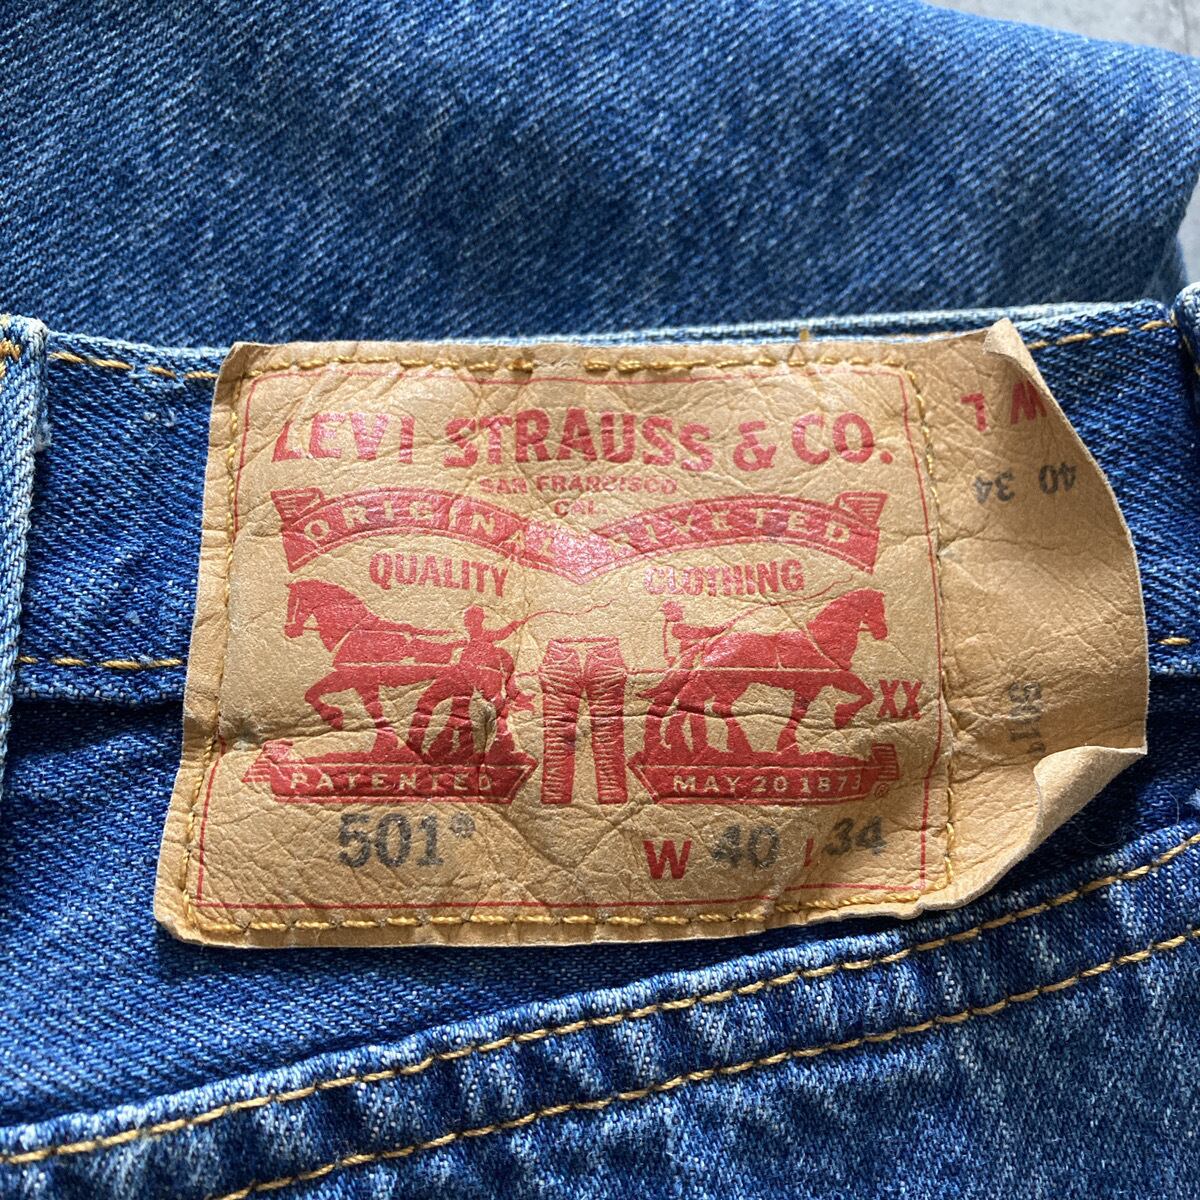 LEVI STRAUSS & CO.
SAN FRANCISCO
CAL.
ORIGINAL RIVETED
QUALITY CLOTHING
XX
PATENTED MAY 20 1873 ®
501® W 40 L 34
W L
40 34